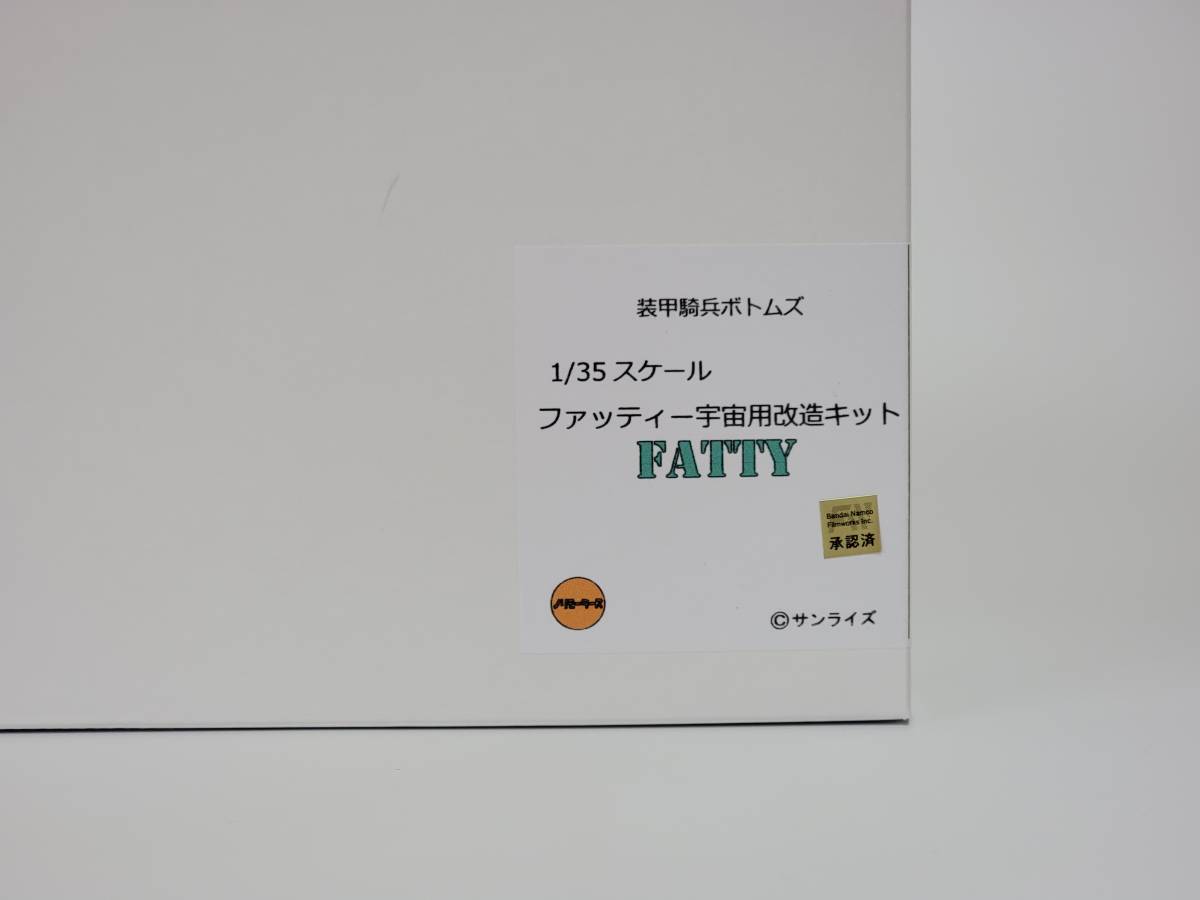 装甲騎兵ボトムズ
1/35 スケール
ファッティー宇宙用改造キット
FATTY
Bandai Namco
Filmworks Inc.
承認済
©サンライズ